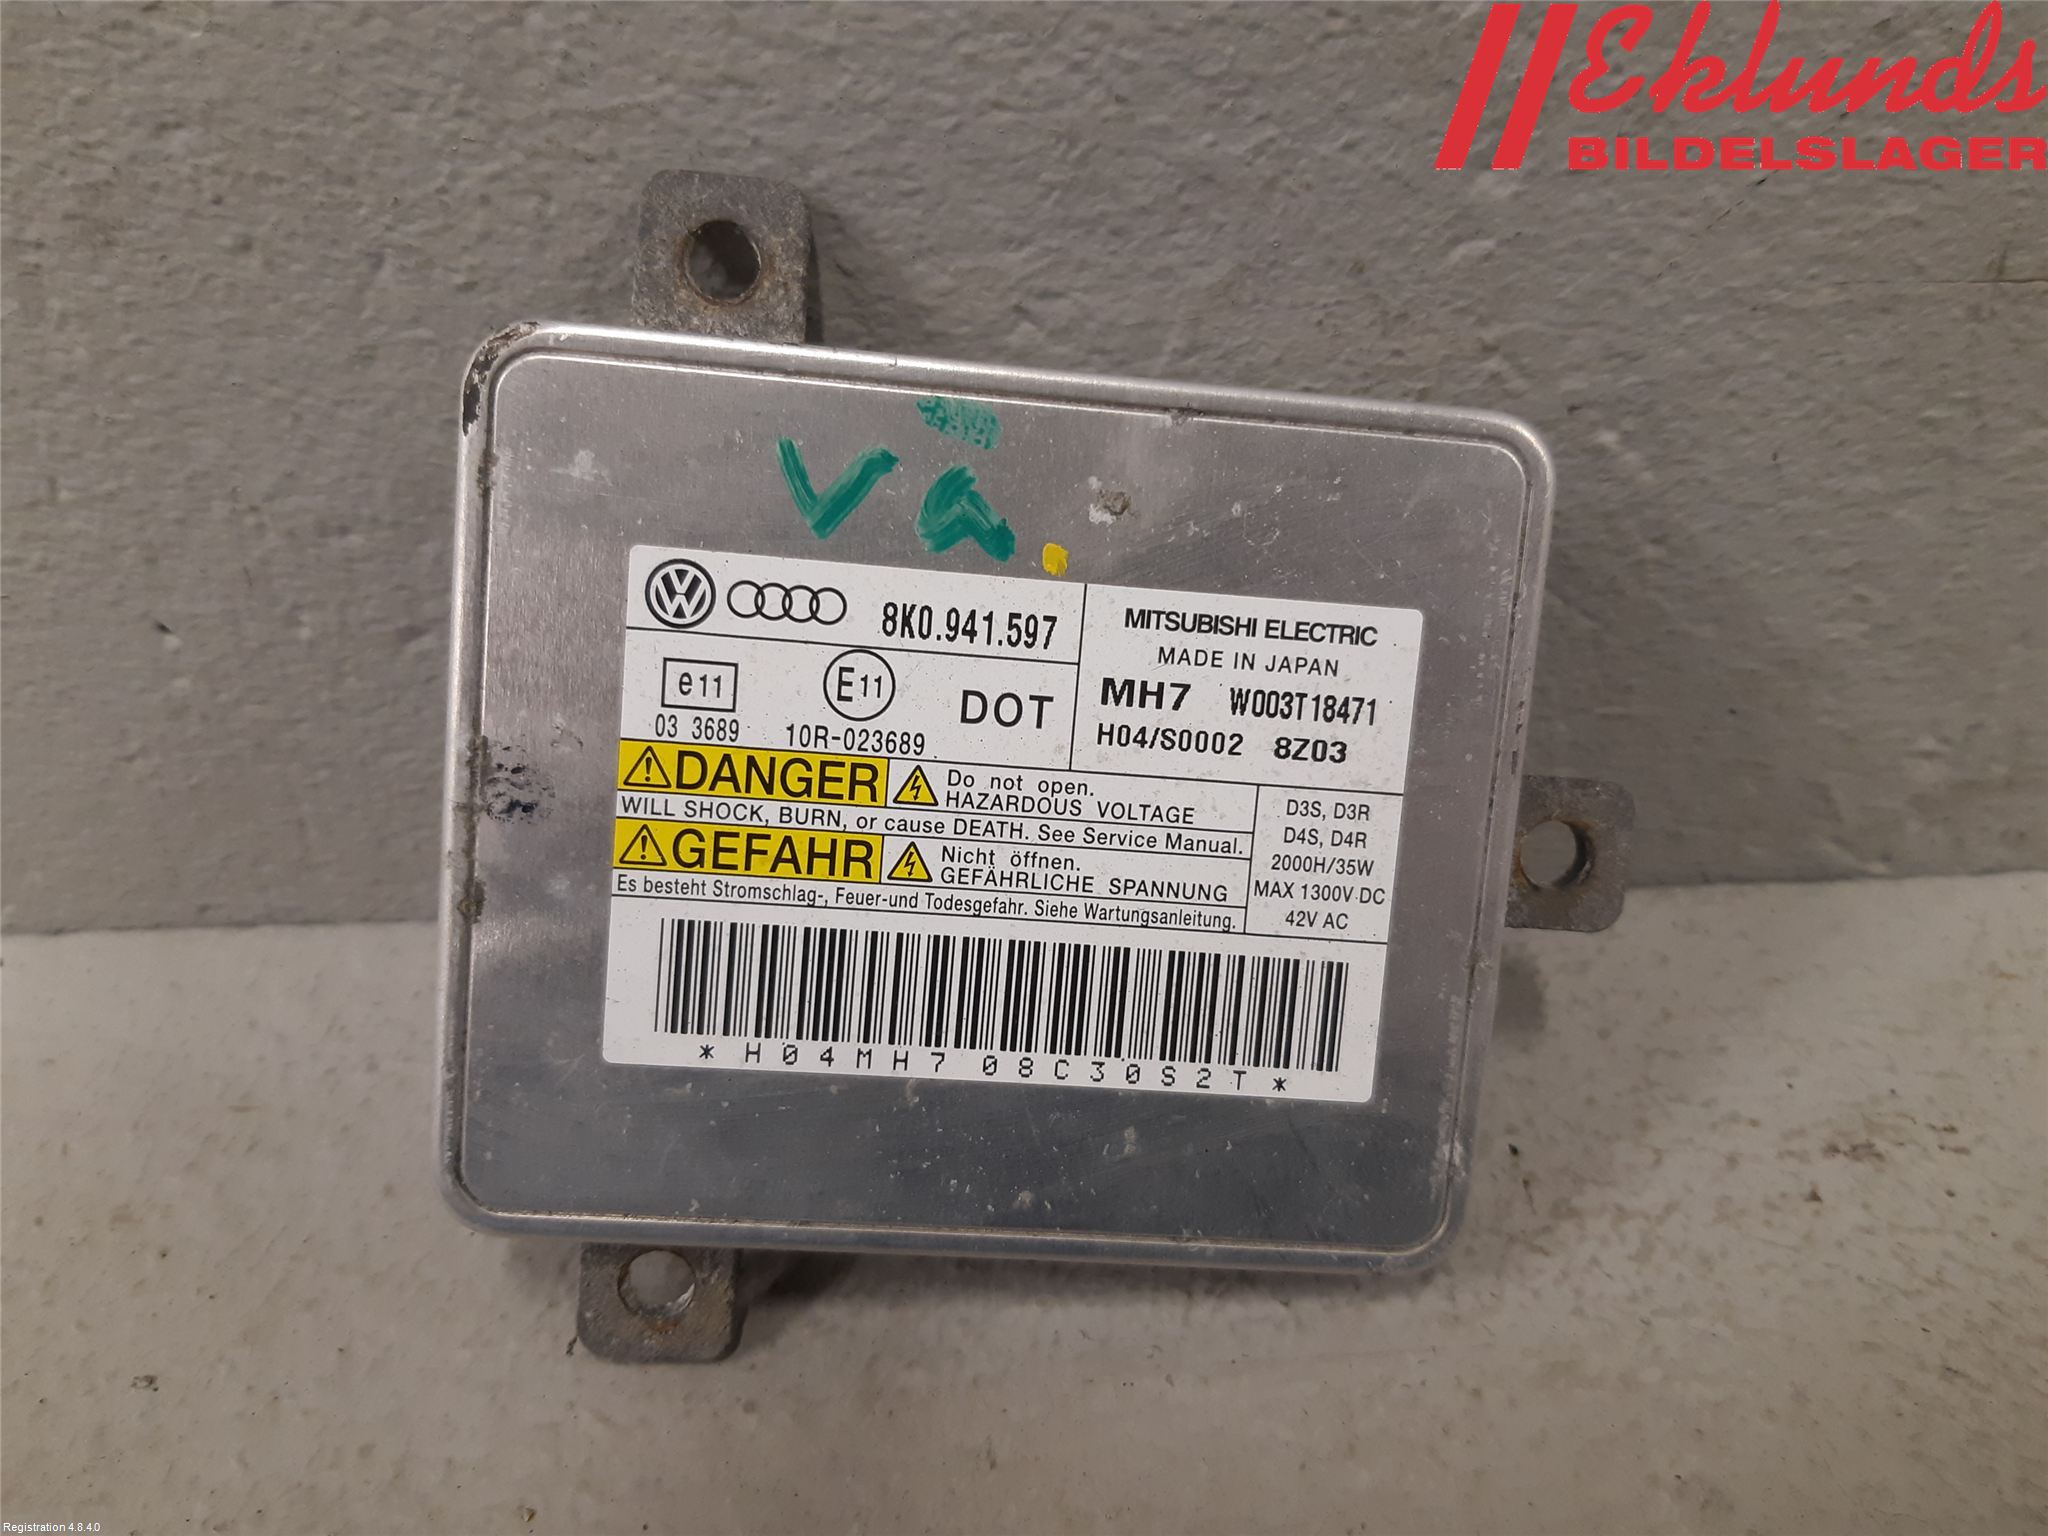 Eklunds
BILDELSLAGER
Vä.
8K0.941.597
MITSUBISHI ELECTRIC
MADE IN JAPAN
MH7 W003T18471
H04/S0002 8Z03
e11
03 3689
E11
10R-023689
DOT
DANGER
Do not open.
HAZARDOUS VOLTAGE
WILL SHOCK, BURN, or cause DEATH. See Service Manual.
GEFAHR
Nicht öffnen.
GEFÄHRLICHE SPANNUNG
Es besteht Stromschlag-, Feuer-und Todesgefahr. Siehe Wartungsanleitung.
D3S, D3R
D4S, D4R
2000H/35W
MAX 1300V DC
42V AC
*H04MH708C30S2T*
Registration 4.8.4.0